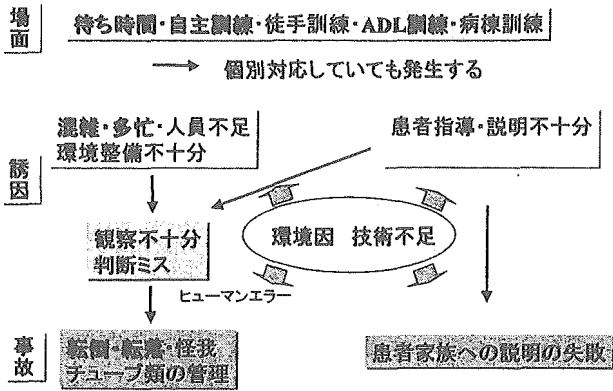 場面
待ち時間・自主訓練・徒手訓練・ADL訓練・病棟訓練
個別対応していても発生する
誘因
混雑・多忙・人員不足
環境整備不十分
患者指導・説明不十分
観察不十分
判断ミス
環境因 技術不足
ヒューマンエラー
事故
転倒・転落・怪我
チューブ類の管理
患者家族への説明の失敗